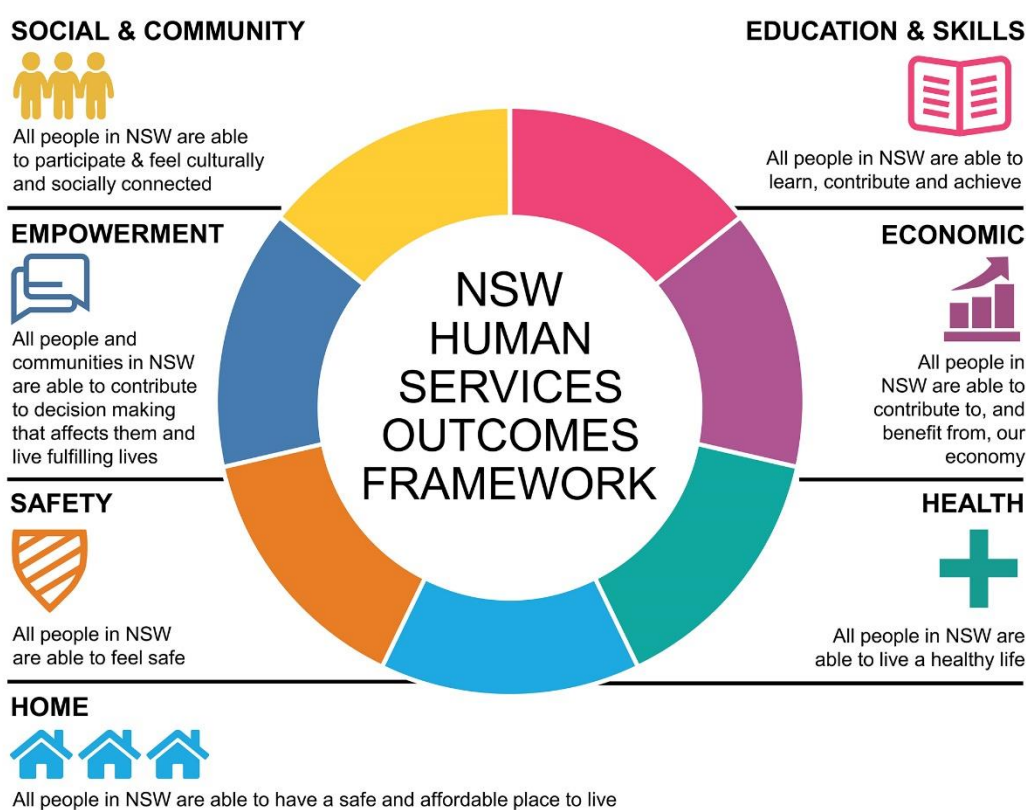 SOCIAL & COMMUNITY
All people in NSW are able
to participate & feel culturally
and socially connected
EMPOWERMENT
All people and
communities in NSW
are able to contribute
to decision making
that affects them and
live fulfilling lives
SAFETY
All people in NSW
are able to feel safe
HOME
All people in NSW are able to have a safe and affordable place to live
NSW
HUMAN
SERVICES
OUTCOMES
FRAMEWORK
EDUCATION & SKILLS
All people in NSW are able to
learn, contribute and achieve
ECONOMIC
All people in
NSW are able to
contribute to, and
benefit from, our
economy
HEALTH
All people in NSW are
able to live a healthy life